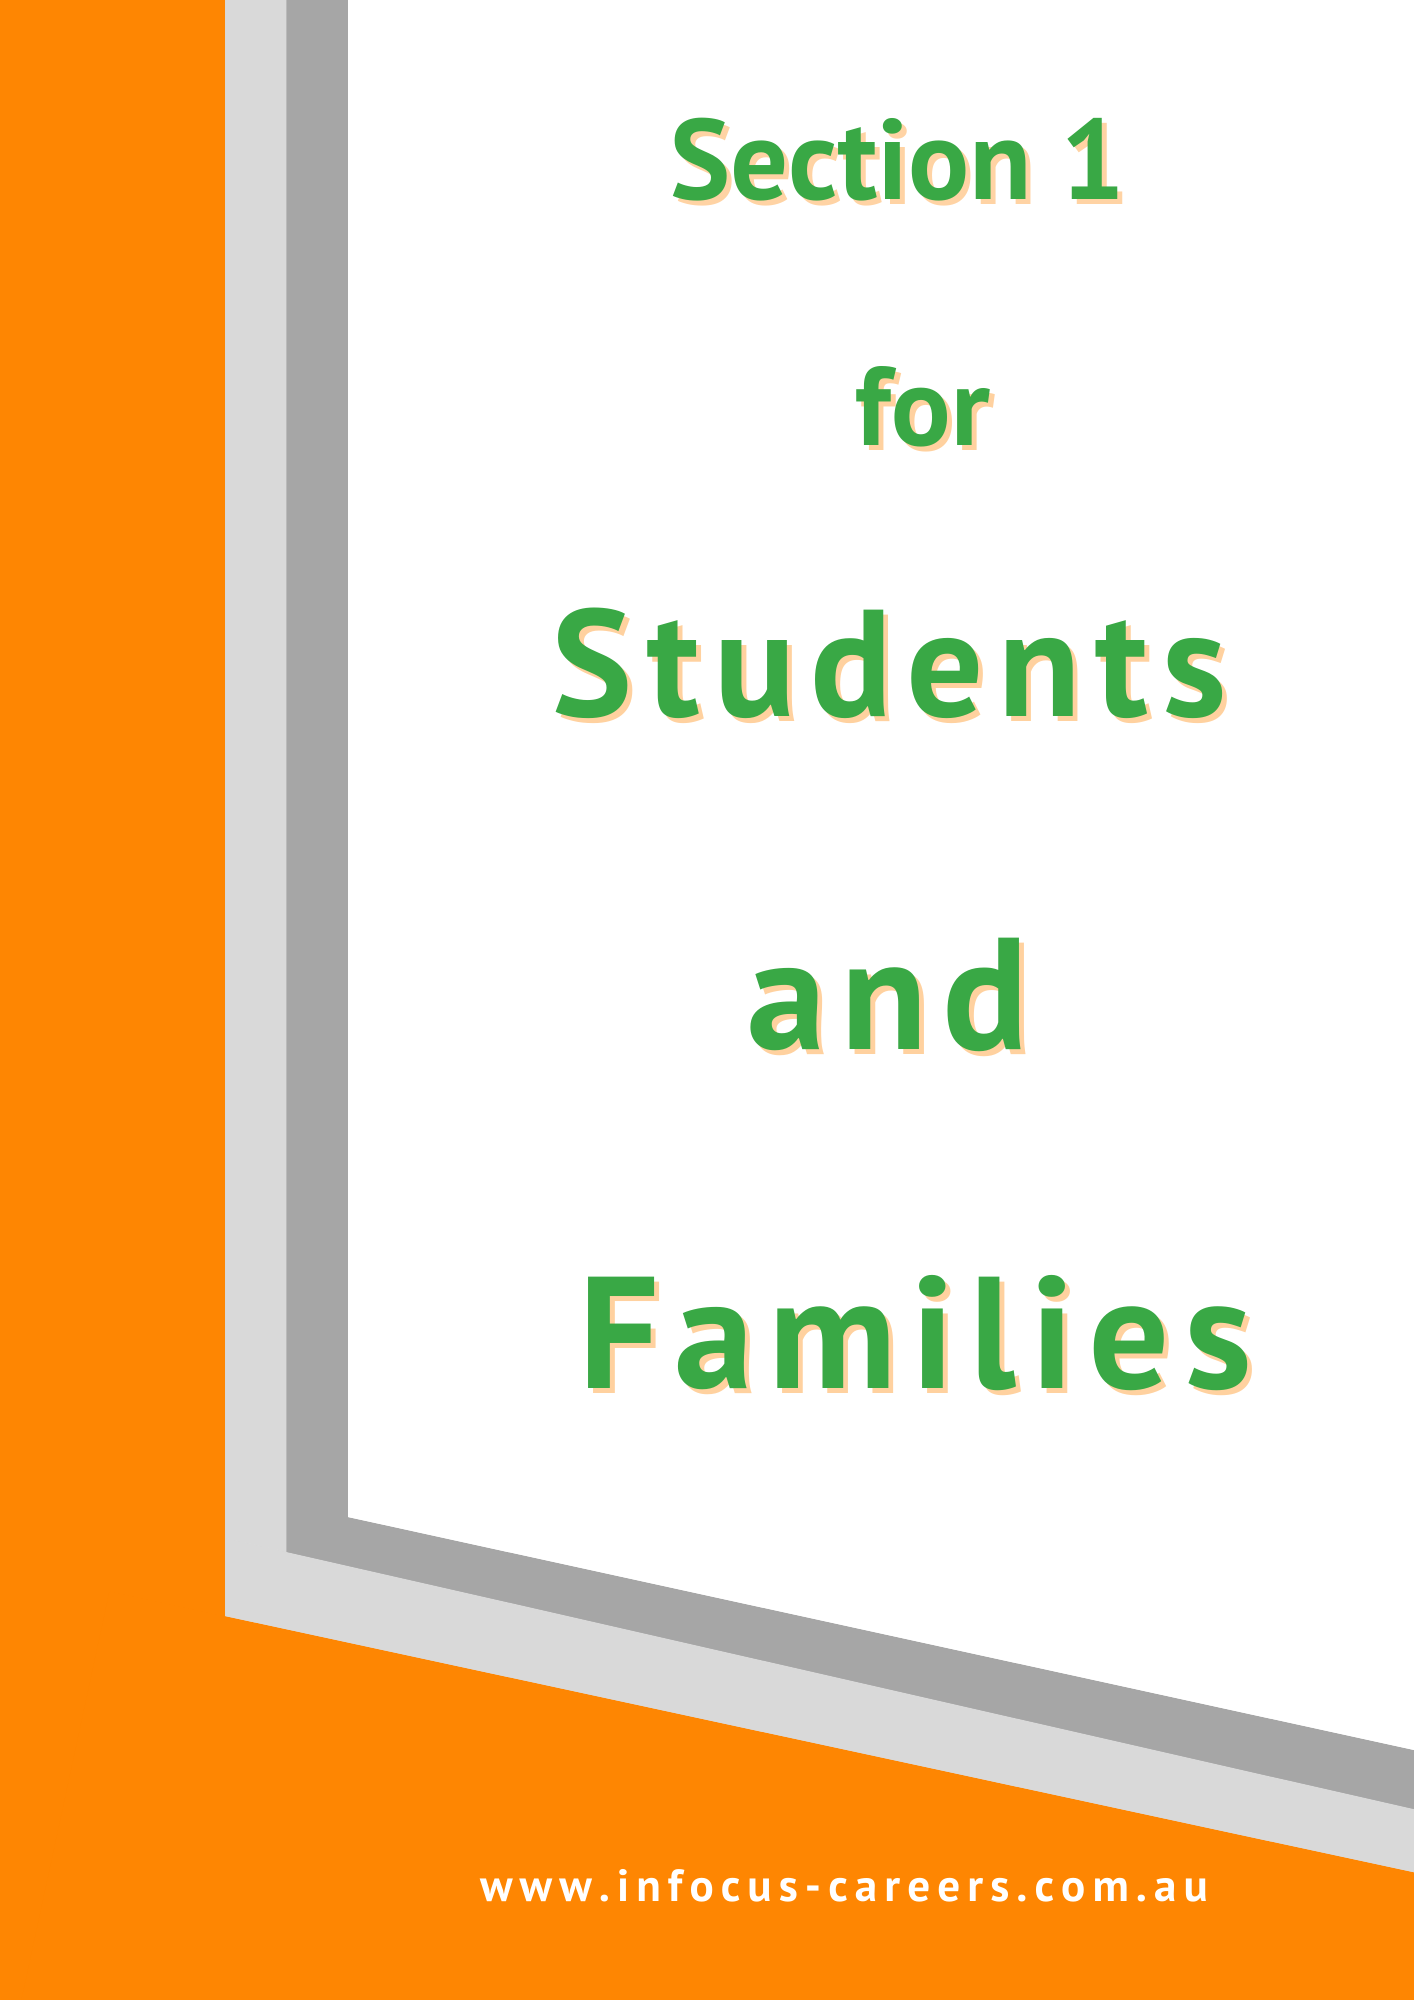 Section 1
for
Students
and
Families
www.infocus-careers.com.au